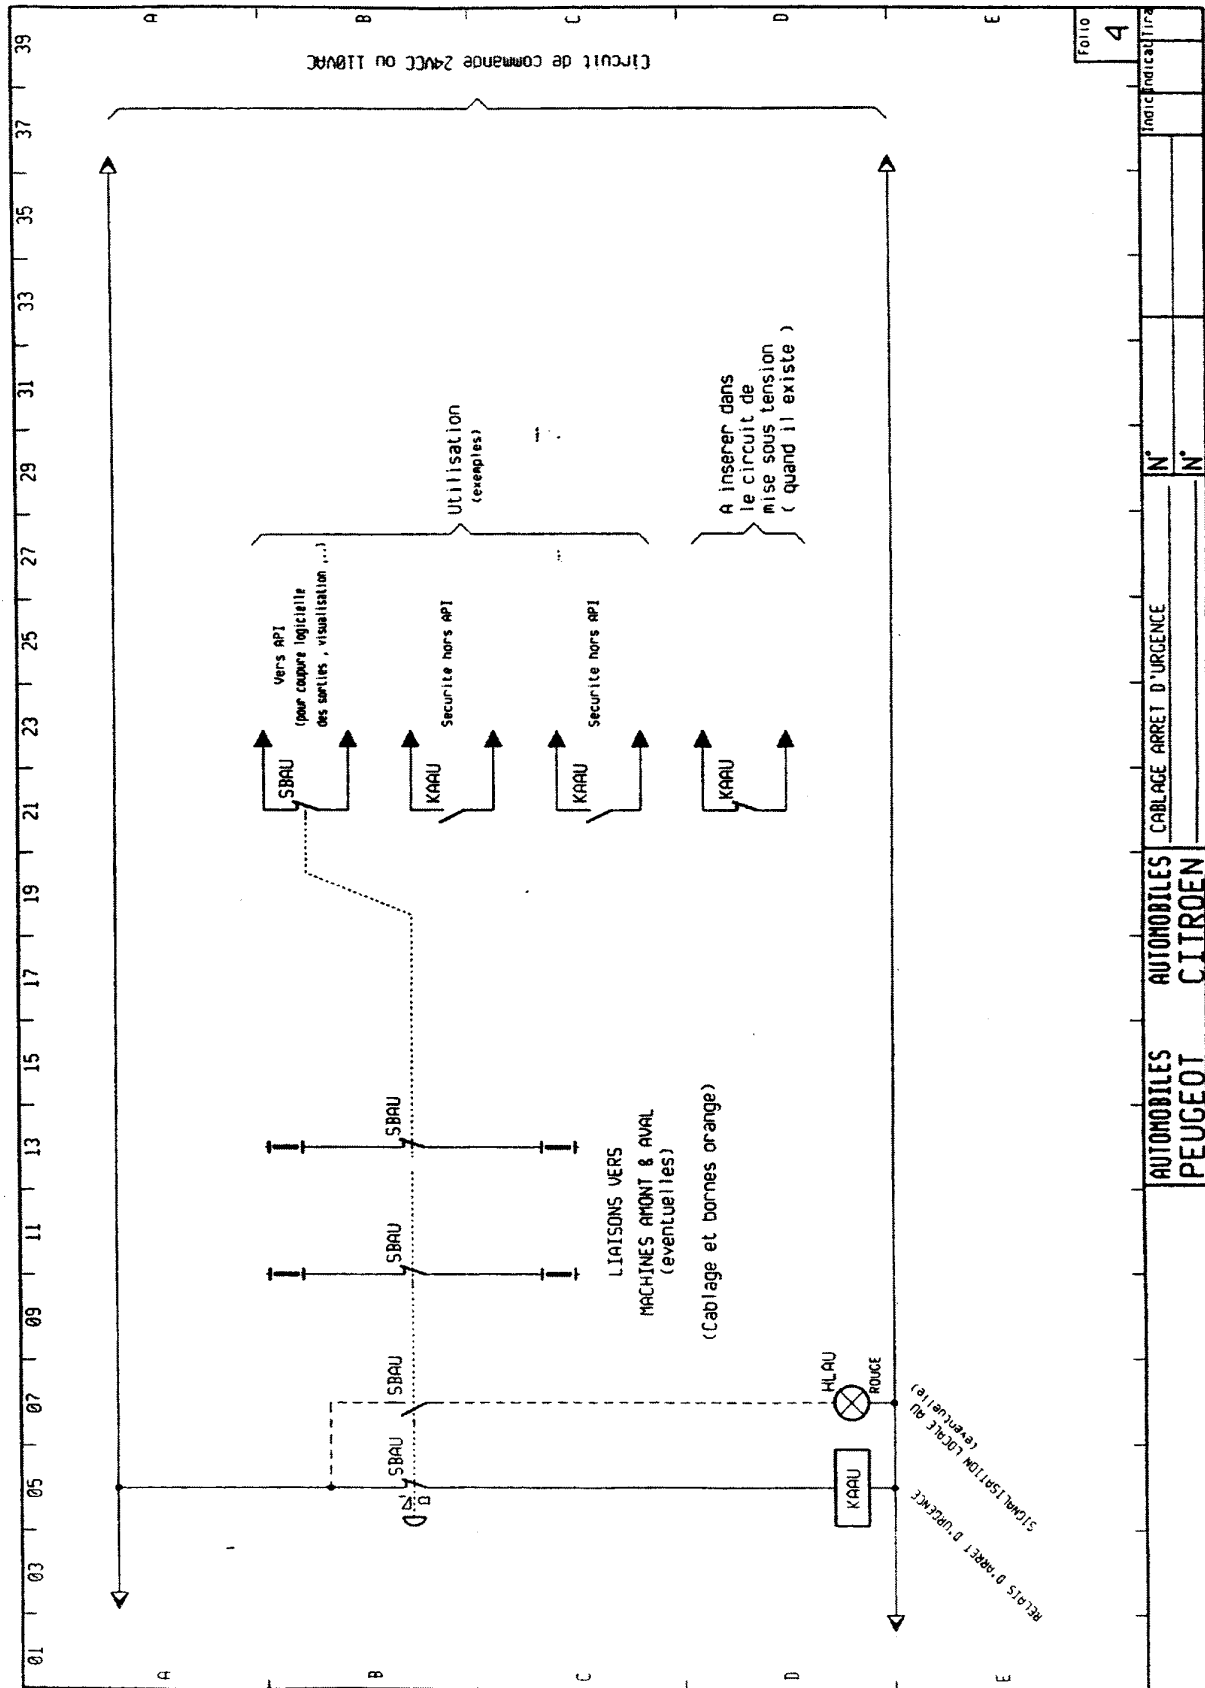 01 03 05 07 09 11 13 15 17 19 21 23 25 27 29 31 33 35 37 39
A
B
C
D
E
A
B
C
D
E
Circuit de commande 24VCC ou 110VAC
SBAU
SBAU
SBAU
SBAU
SBAU
Vers API
(pour coupure logicielle
des sorties , visualisation ,..)
KAAU
Securite hors API
KAAU
Securite hors API
KAAU
Utilisation
(exemples)
A inserer dans
le circuit de
mise sous tension
( quand il existe )
LIAISONS VERS
MACHINES AMONT & AVAL
(eventuelles)
(Cablage et bornes orange)
KAAU
HLAU
ROUGE
RELAIS D'ARRET D'URGENCE
SIGNALISATION LOCALE AU
(eventuelle)
AUTOMOBILES
PEUGEOT
AUTOMOBILES
CITROEN
CABLAGE ARRET D'URGENCE
N°
N°
Indic
Indicat
Tira
Folio
4